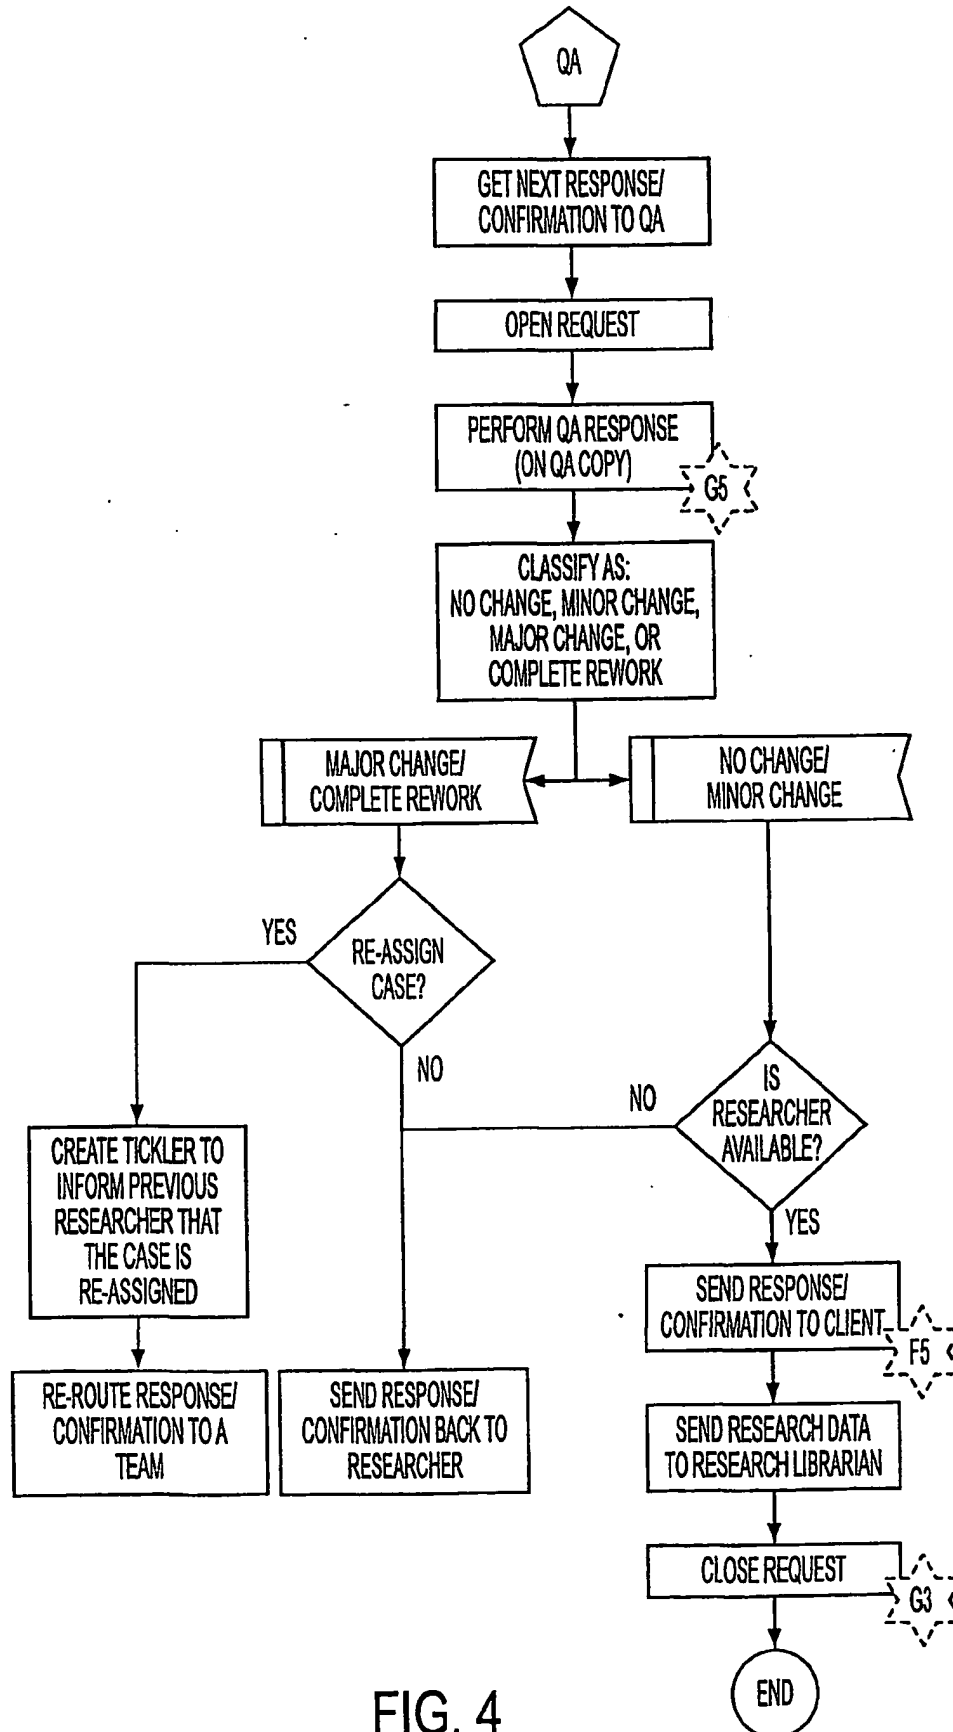 QA
GET NEXT RESPONSE/
CONFIRMATION TO QA
OPEN REQUEST
PERFORM QA RESPONSE
(ON QA COPY)
G5
CLASSIFY AS:
NO CHANGE, MINOR CHANGE,
MAJOR CHANGE, OR
COMPLETE REWORK
MAJOR CHANGE/
COMPLETE REWORK
NO CHANGE/
MINOR CHANGE
YES
RE-ASSIGN
CASE?
NO
NO
IS
RESEARCHER
AVAILABLE?
YES
CREATE TICKLER TO
INFORM PREVIOUS
RESEARCHER THAT
THE CASE IS
RE-ASSIGNED
SEND RESPONSE/
CONFIRMATION TO CLIENT
F5
RE-ROUTE RESPONSE/
CONFIRMATION TO A
TEAM
SEND RESPONSE/
CONFIRMATION BACK TO
RESEARCHER
SEND RESEARCH DATA
TO RESEARCH LIBRARIAN
CLOSE REQUEST
G3
END
FIG. 4